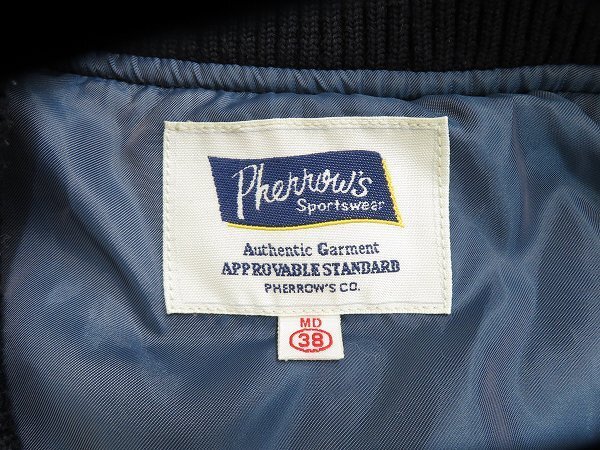 Pherrow's
Sportswear
Authentic Garment
APPROVABLE STANDARD
PHERROW'S CO.
MD
38